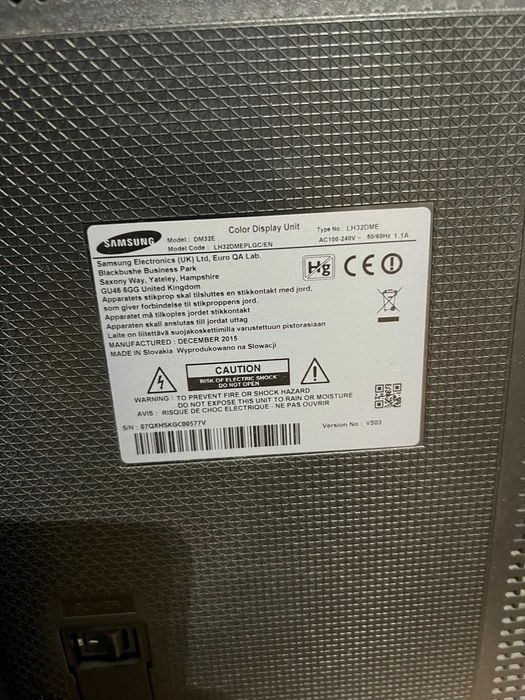 SAMSUNG
Color Display Unit
Type No. LH32DME
Model : DM32E
Model Code : LH32DMEPLGC/EN
AC100-240V~ 50/60Hz 1.1A
Samsung Electronics (UK) Ltd, Euro QA Lab.
Blackbushe Business Park
Saxony Way, Yateley, Hampshire
GU46 6GG United Kingdom
Hg
CE
Apparatets stikprop skal tilsluttes en stikkontakt med jord,
som giver forbindelse til stikproppens jord.
Apparatet må tilkoples jordet stikkontakt
Apparaten skall anslutas till jordat uttag
Laite on liitettävä suojakoskettimilla varustettuun pistorasiaan
MANUFACTURED : DECEMBER 2015
MADE IN Slovakia Wyprodukowano na Slowacji
CAUTION
RISK OF ELECTRIC SHOCK
DO NOT OPEN
WARNING : TO PREVENT FIRE OR SHOCK HAZARD
DO NOT EXPOSE THIS UNIT TO RAIN OR MOISTURE
AVIS : RISQUE DE CHOC ELECTRIQUE - NE PAS OUVRIR
S/N : 07QXHSKGC00577V
Version No : VS03
POWER